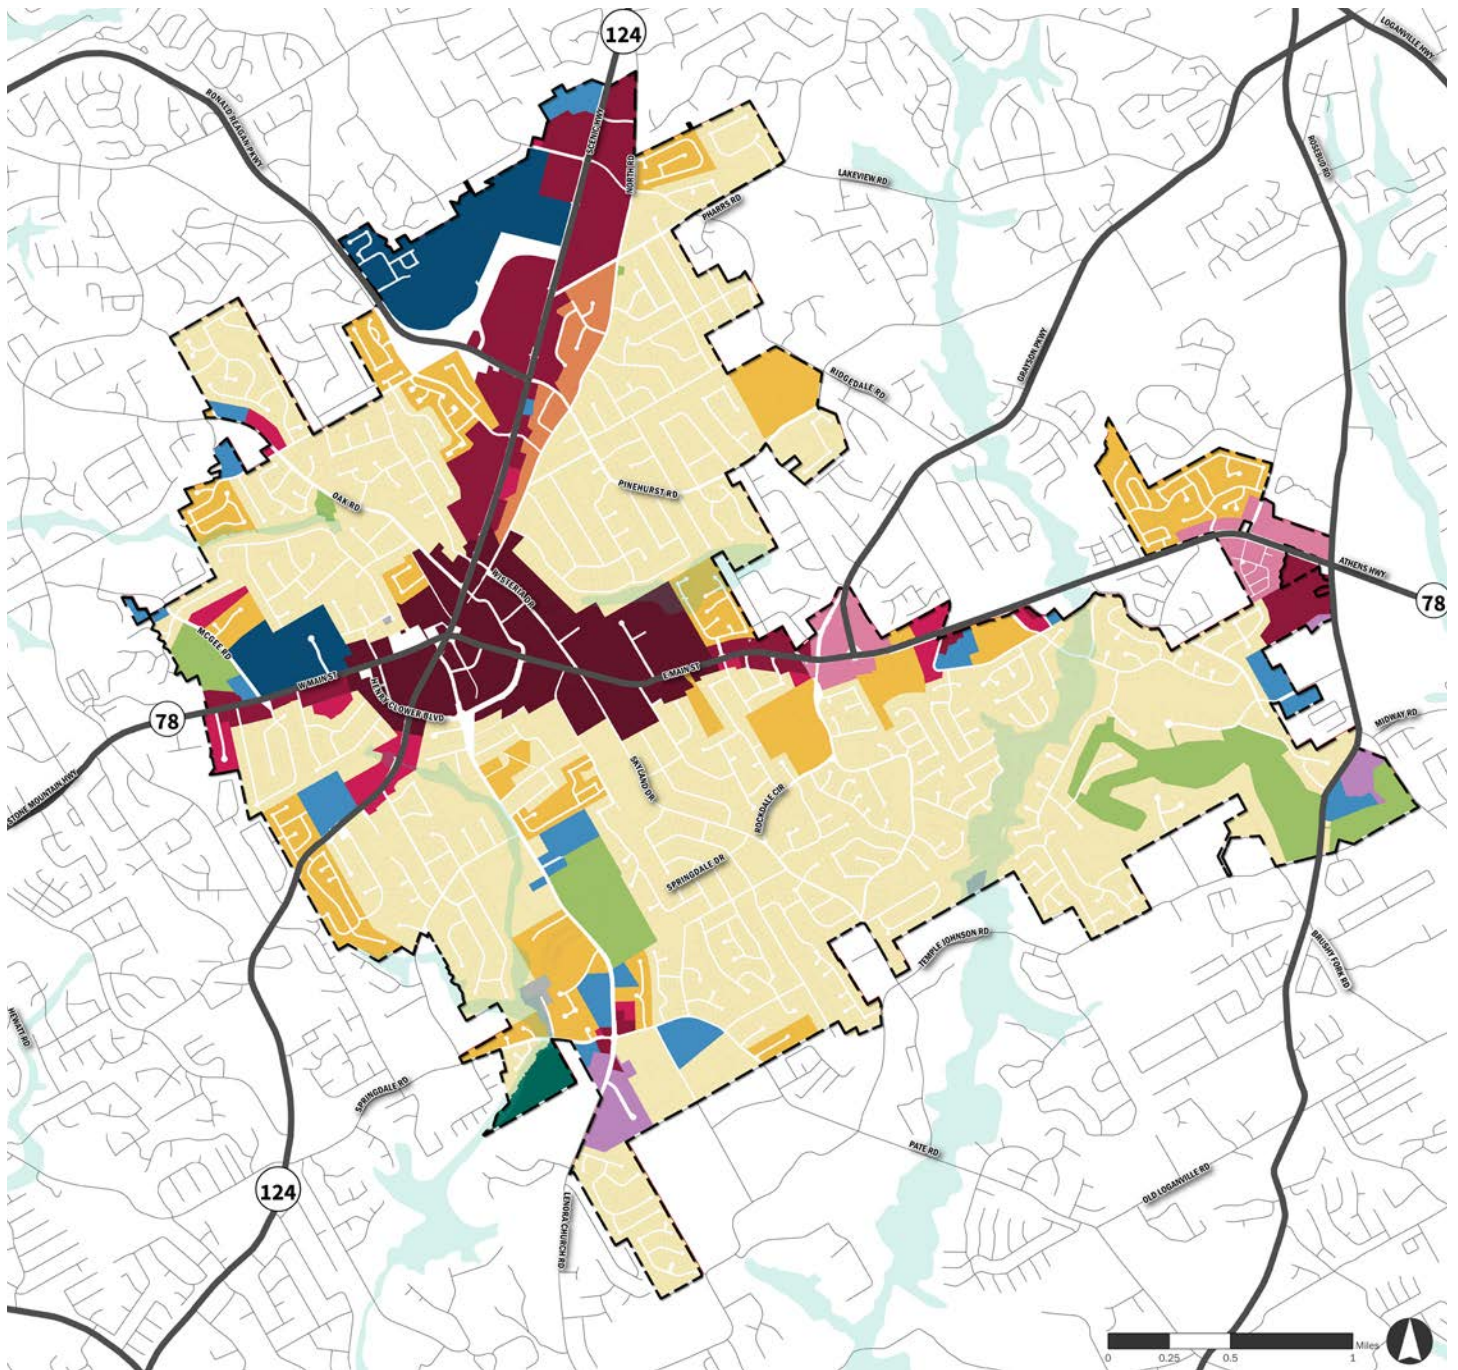 124
LOGANVILLE HWY
RONALD REAGAN PKWY
SCENIC HWY
NORTH RD
ROSEBUD RD
LAKEVIEW RD
PHARRS RD
GRAYSON PKWY
RIDGEDALE RD
OAK RD
PINEHURST RD
ATHENS HWY
78
WISTERIA DR
MCGEE RD
W MAIN ST
E MAIN ST
HENRY CLOWER BLVD
78
MIDWAY RD
STONE MOUNTAIN HWY
SKYLAND DR
ROCKDALE CIR
SPRINGDALE DR
TEMPLE JOHNSON RD
BRUSHY FORK RD
HEWATT RD
SPRINGDALE RD
PATE RD
OLD LOGANVILLE RD
124
LENORA CHURCH RD
Miles
0 0.25 0.5 1